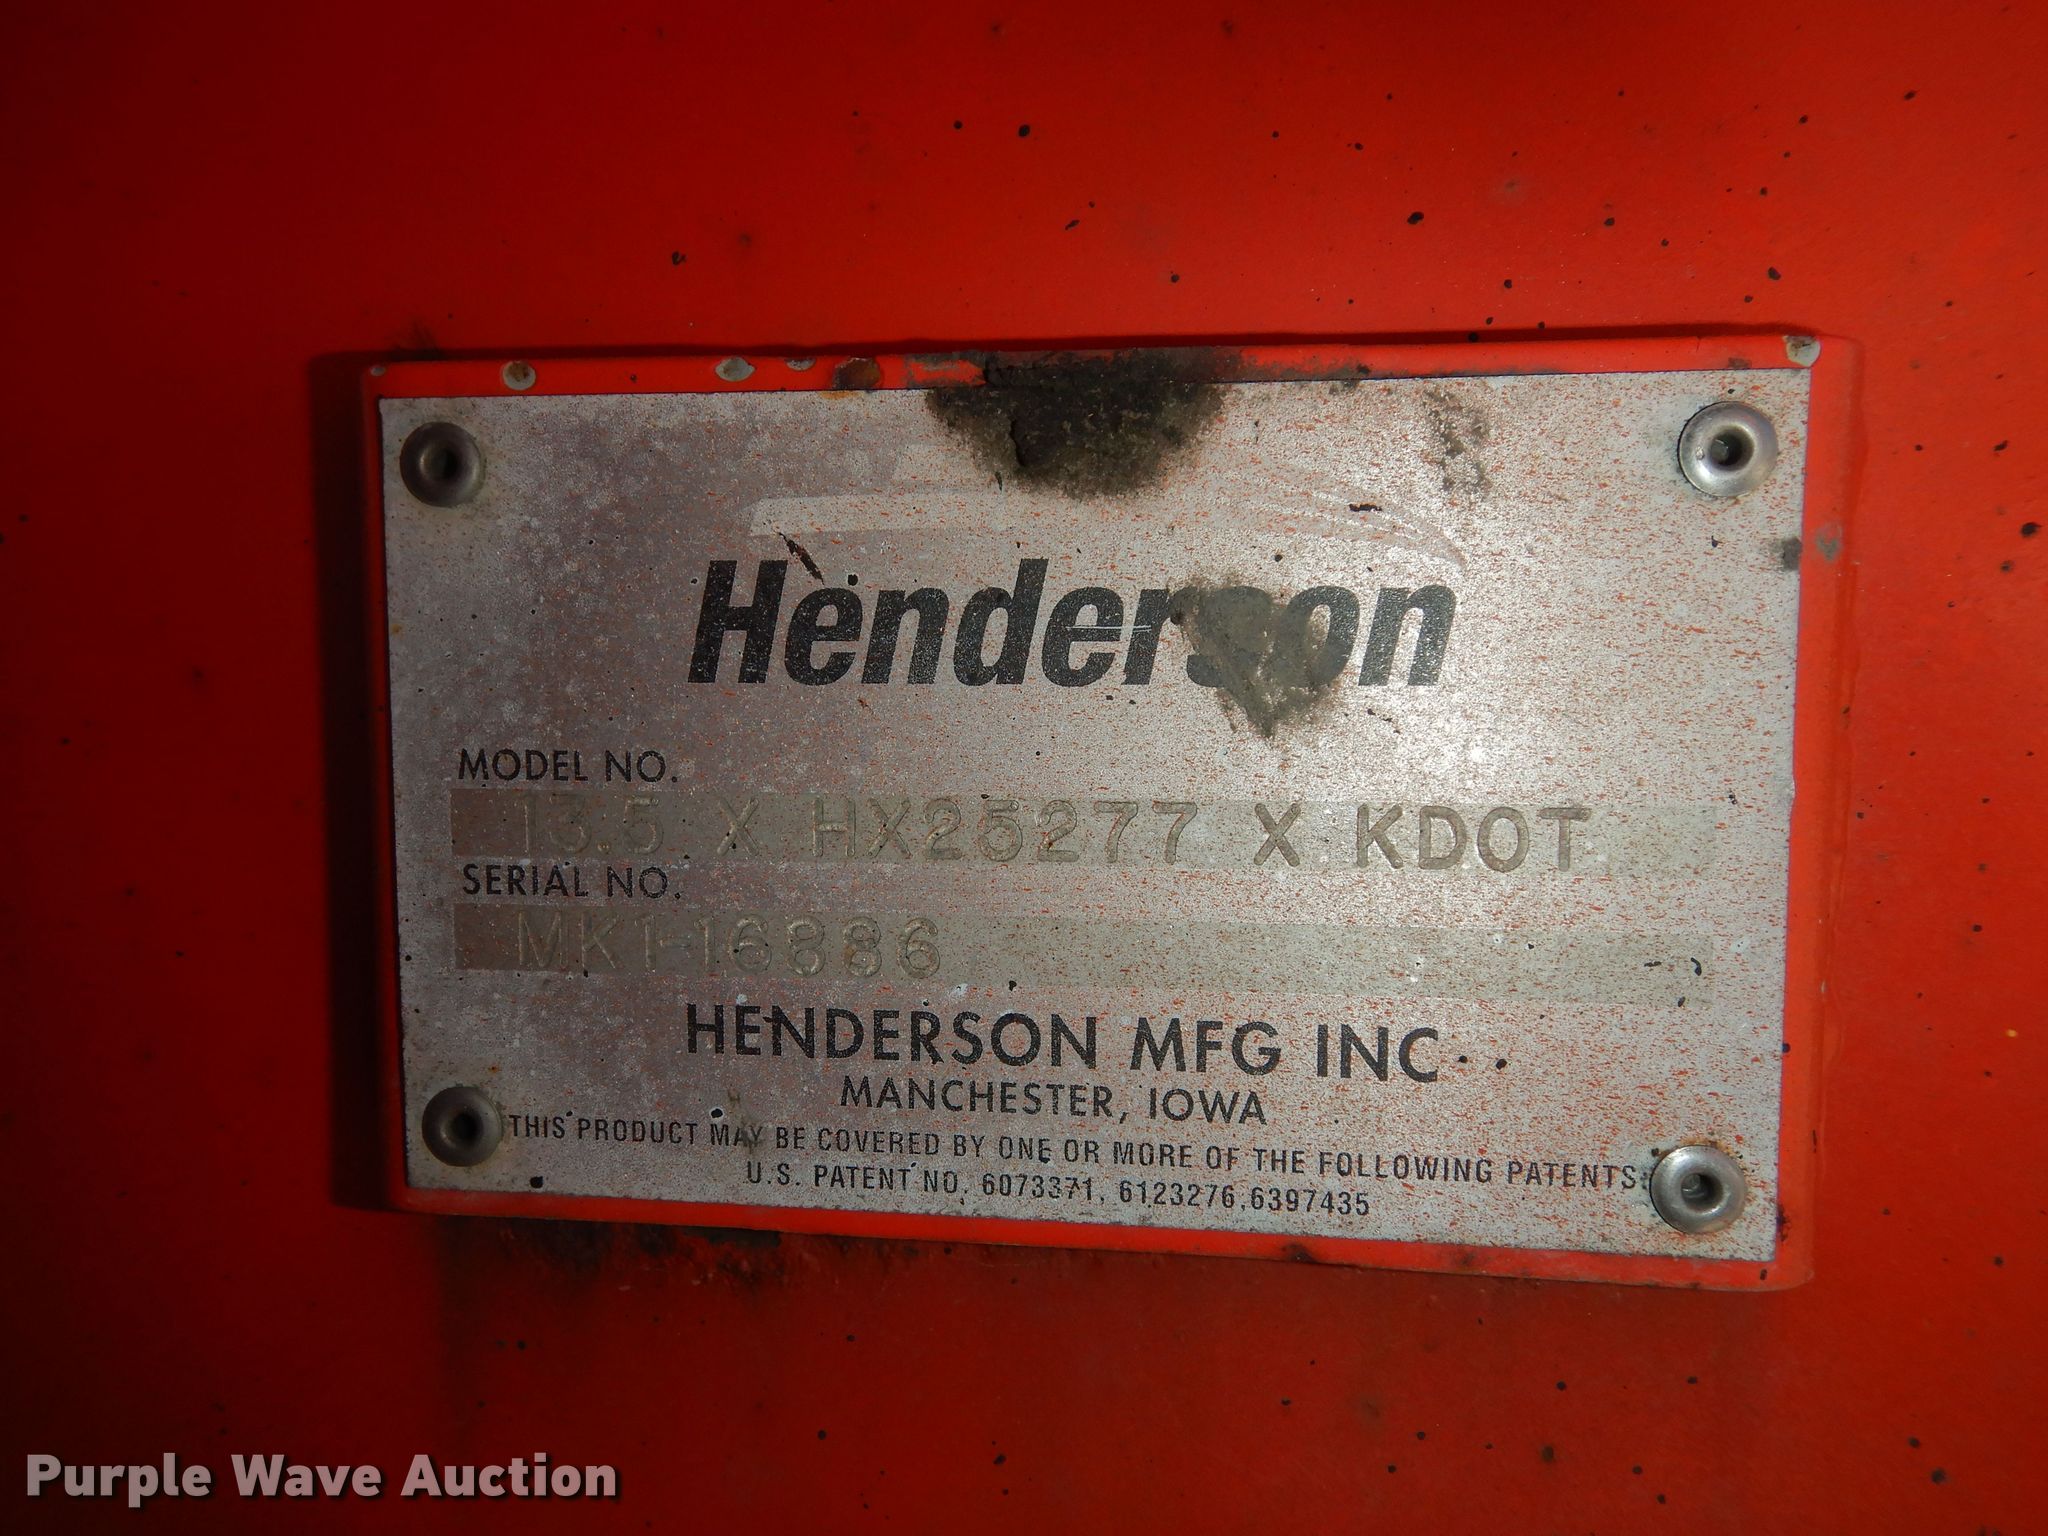 Henderson
MODEL NO.
13.5 X HX25277 X KDOT
SERIAL NO.
MK1-16886
HENDERSON MFG INC
MANCHESTER, IOWA
THIS PRODUCT MAY BE COVERED BY ONE OR MORE OF THE FOLLOWING PATENTS:
U.S. PATENT NO. 6073371, 6123276,6397435
Purple Wave Auction